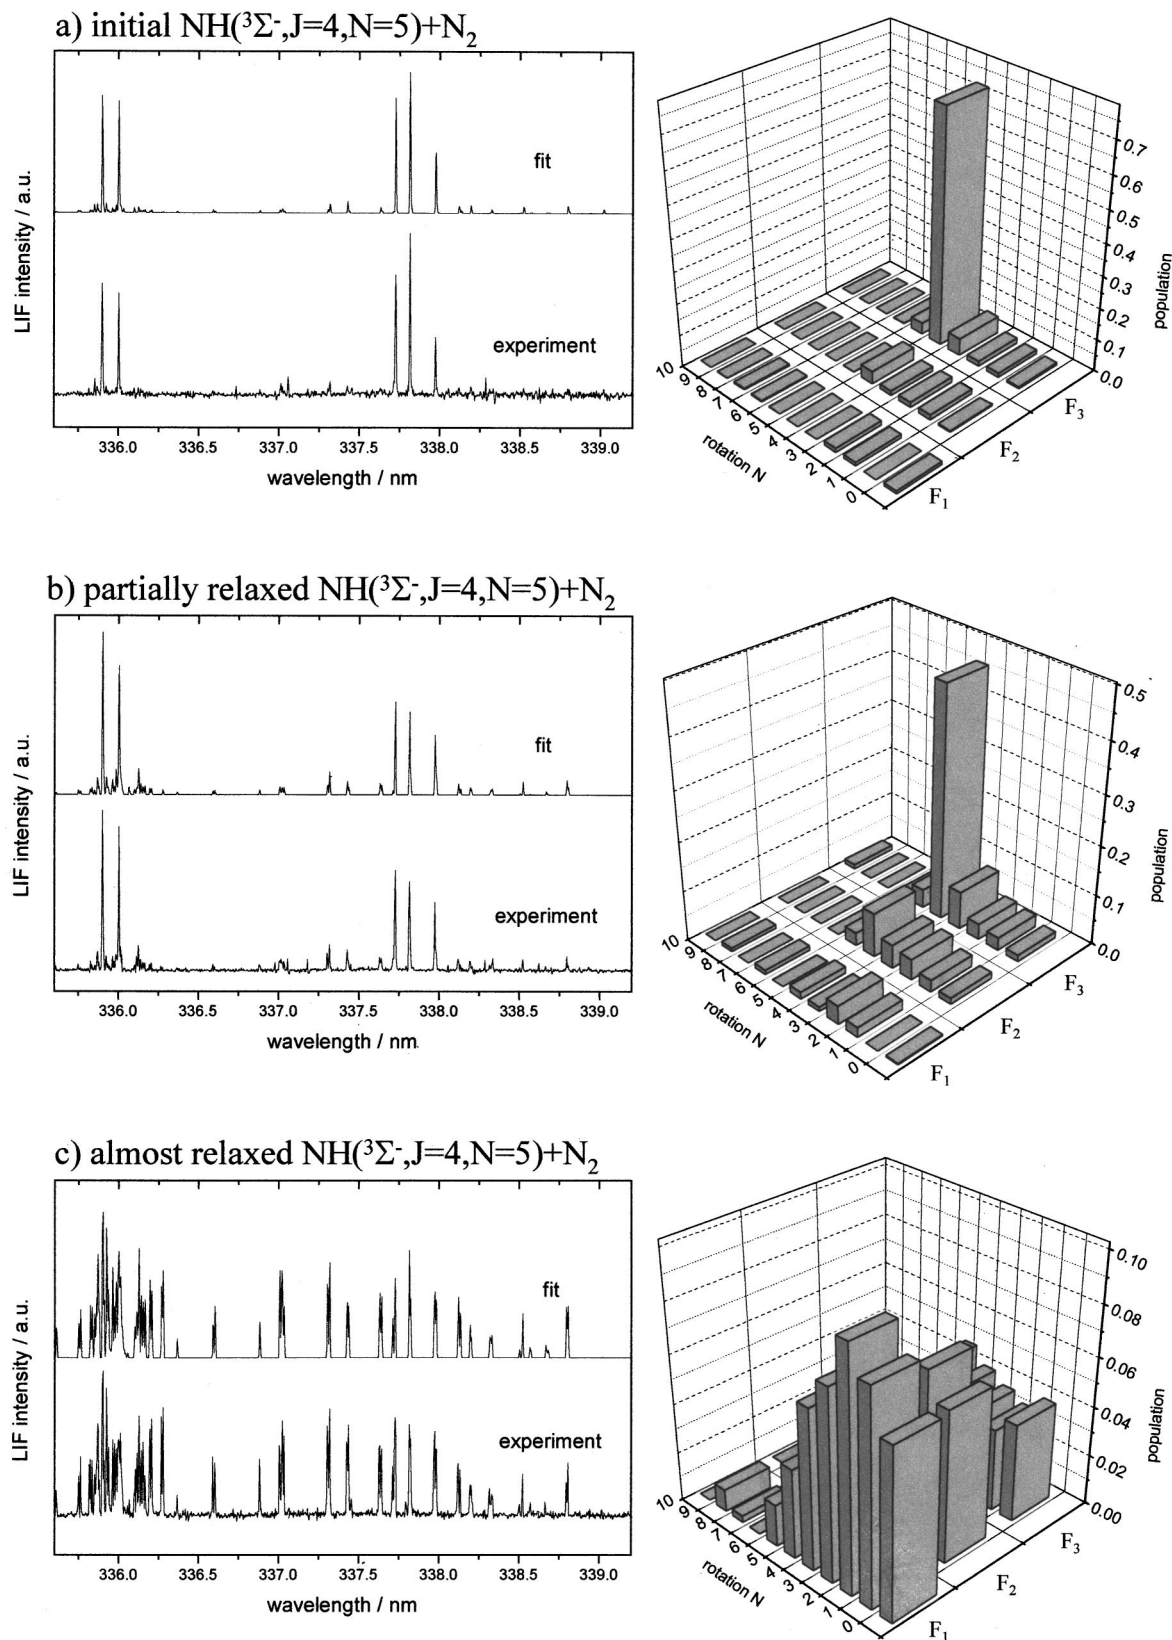 a) initial NH(³Σ⁻,J=4,N=5)+N₂
LIF intensity / a.u.
fit
experiment
336.0 336.5 337.0 337.5 338.0 338.5 339.0
wavelength / nm
0.7
0.6
0.5
0.4
0.3
0.2
0.1
0.0
population
10 9 8 7 6 5 4 3 2 1 0
rotation N
F₁ F₂ F₃
b) partially relaxed NH(³Σ⁻,J=4,N=5)+N₂
LIF intensity / a.u.
fit
experiment
336.0 336.5 337.0 337.5 338.0 338.5 339.0
wavelength / nm
0.5
0.4
0.3
0.2
0.1
0.0
population
10 9 8 7 6 5 4 3 2 1 0
rotation N
F₁ F₂ F₃
c) almost relaxed NH(³Σ⁻,J=4,N=5)+N₂
LIF intensity / a.u.
fit
experiment
336.0 336.5 337.0 337.5 338.0 338.5 339.0
wavelength / nm
0.10
0.08
0.06
0.04
0.02
0.00
population
10 9 8 7 6 5 4 3 2 1 0
rotation N
F₁ F₂ F₃